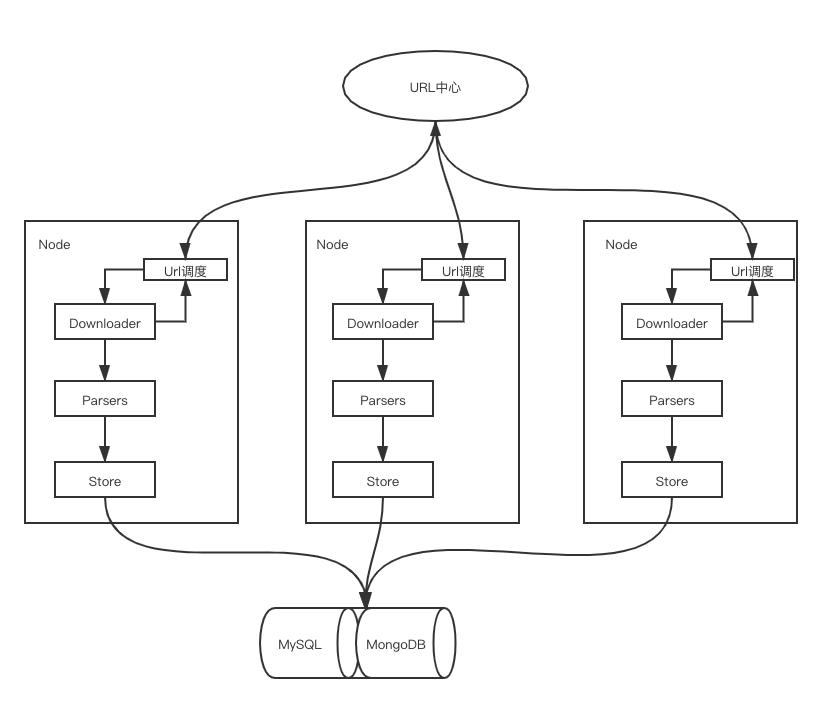 URL中心
Node
Url调度
Downloader
Parsers
Store
Node
Url调度
Downloader
Parsers
Store
Node
Url调度
Downloader
Parsers
Store
MySQL
MongoDB